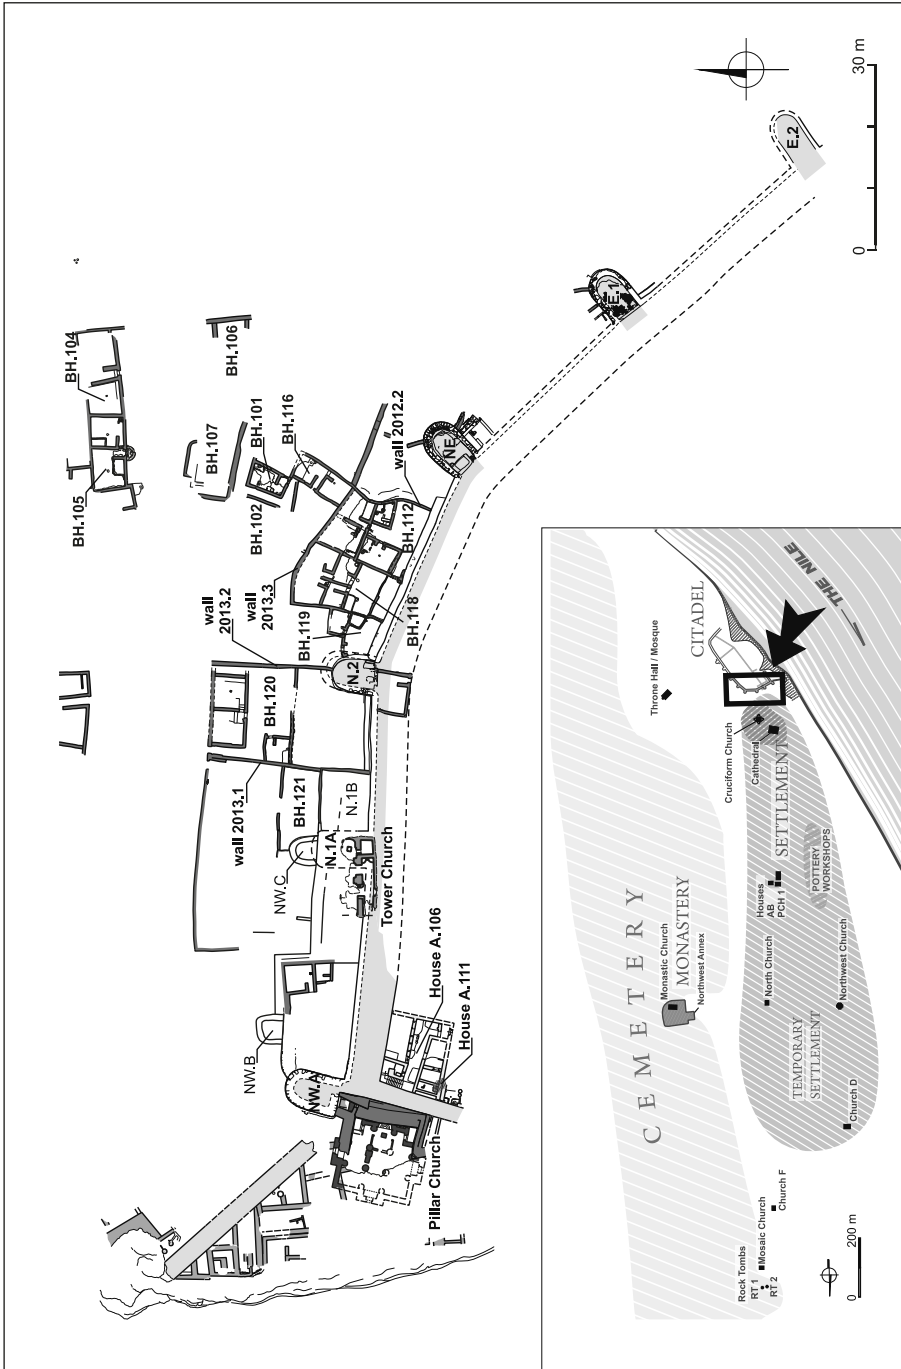 BH.104
BH.105
BH.106
BH.107
BH.101
BH.116
BH.102
wall 2012.2
BH.112
wall
2013.2
wall
2013.3
BH.119
BH.118
BH.120
wall 2013.1
BH.121
N.1B
N.1A
N.2
NE
E.1
E.2
NW.C
NW.B
NW.A
Tower Church
House A.106
House A.111
Pillar Church
0
30 m
CEMETERY
Throne Hall / Mosque
CITADEL
THE NILE
Cruciform Church
Cathedral
SETTLEMENT
POTTERY
WORKSHOPS
Houses
AB
PCH 1
MONASTERY
Monastic Church
Northwest Annex
North Church
Northwest Church
TEMPORARY
SETTLEMENT
Church D
Church F
Mosaic Church
Rock Tombs
RT 1
RT 2
0
200 m